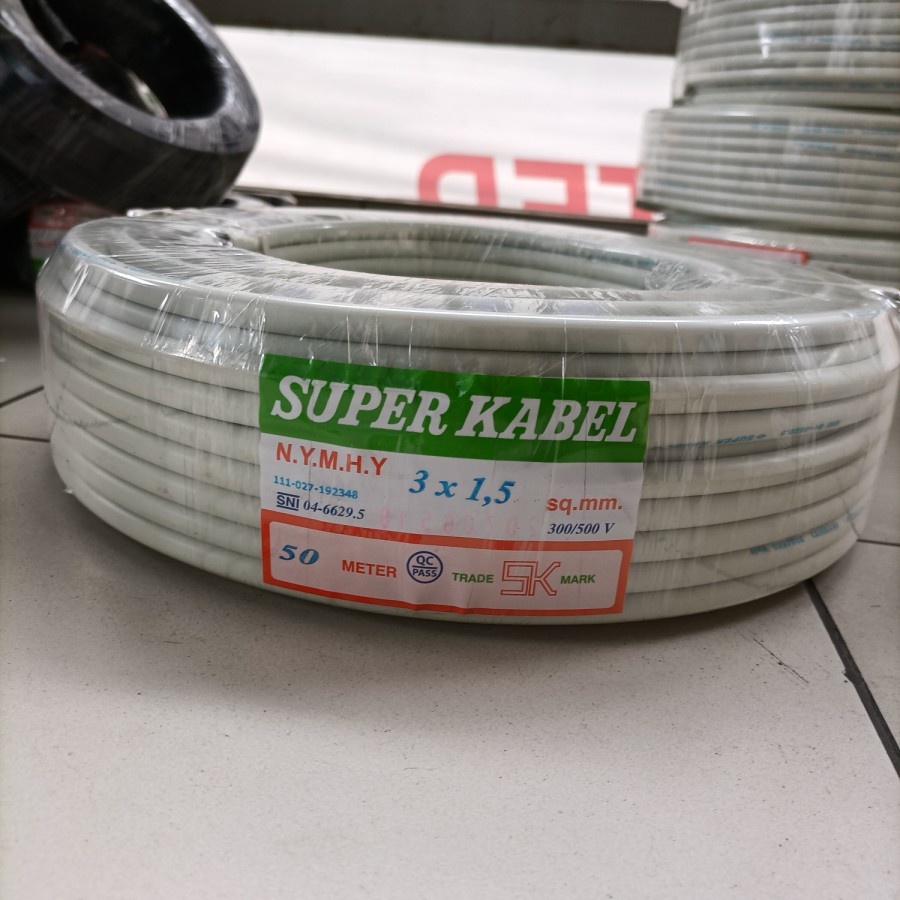 SUPER KABEL
N.Y.M.H.Y 3 x 1,5 sq.mm.
111-027-192348
SNI 04-6629.5 300/500 V
50 METER QC PASS TRADE SK MARK